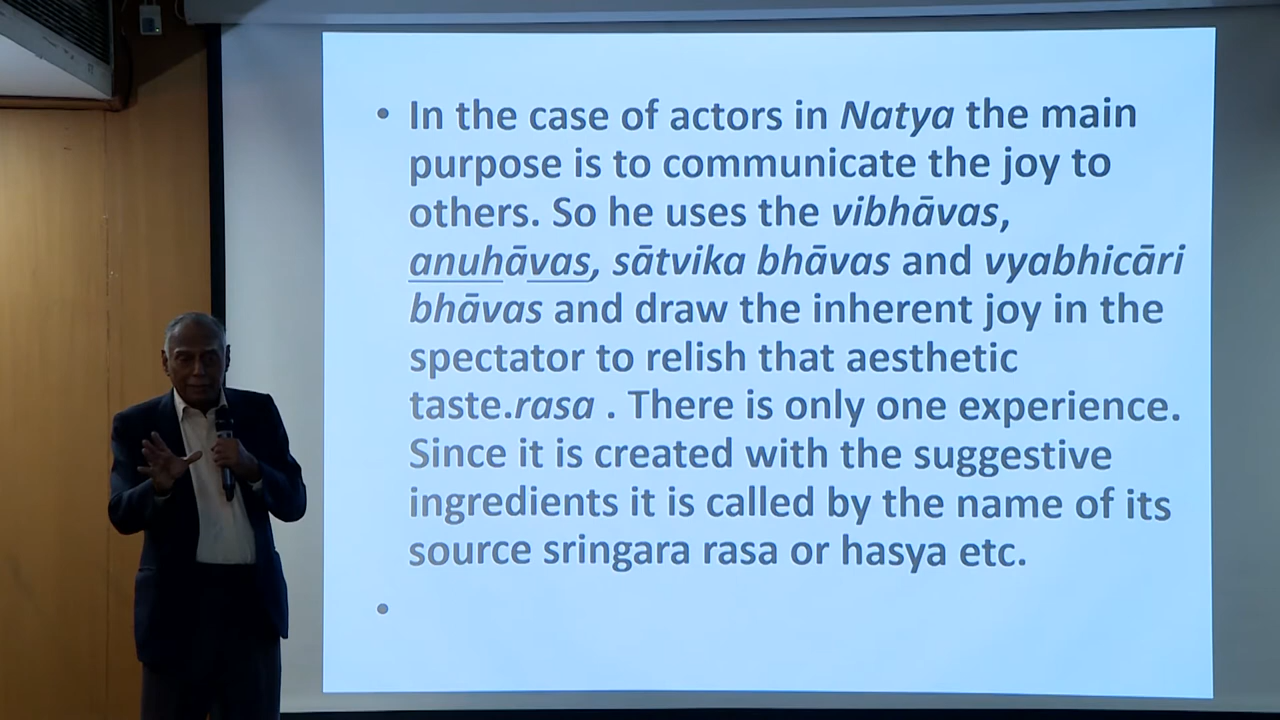 • In the case of actors in Natya the main
purpose is to communicate the joy to
others. So he uses the vibhāvas,
anuhāvas, sātvika bhāvas and vyabhicāri
bhāvas and draw the inherent joy in the
spectator to relish that aesthetic
taste.rasa . There is only one experience.
Since it is created with the suggestive
ingredients it is called by the name of its
source sringara rasa or hasya etc.
•